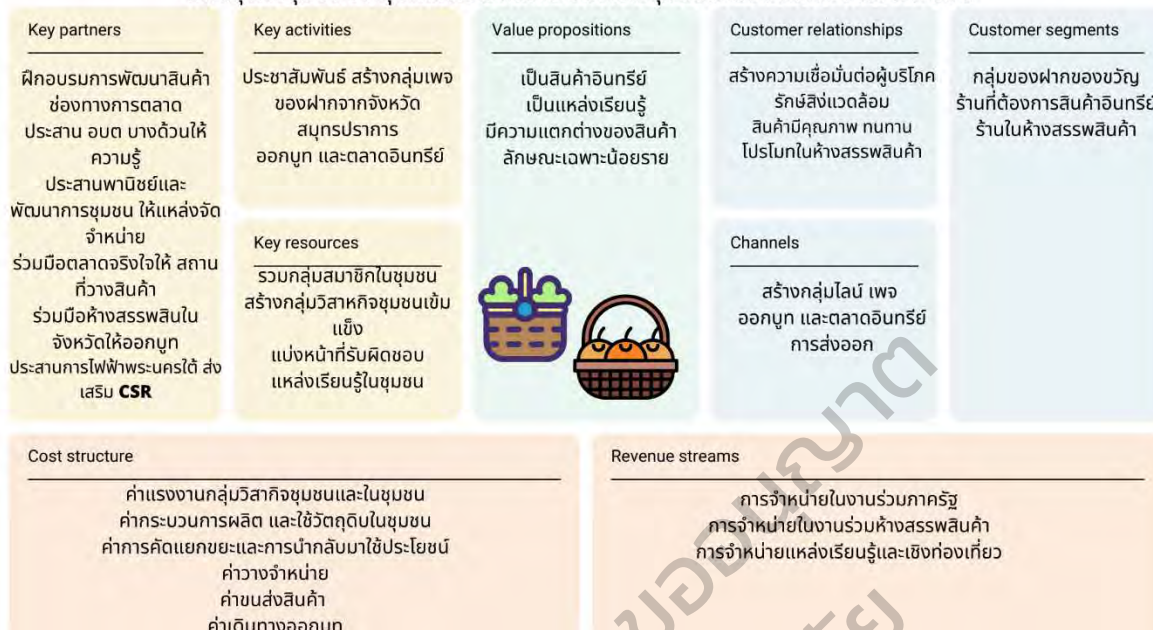 Key partners
ฝึกอบรมการพัฒนาสินค้า
ช่องทางการตลาด
ประสาน อบต บางด้วนให้
ความรู้
ประสานพานิชย์และ
พัฒนาการชุมชน ให้แหล่งจัด
จำหน่าย
ร่วมมือตลาดจริงใจให้ สถาน
ที่วางสินค้า
ร่วมมือห้างสรรพสินใน
จังหวัดให้ออกบูท
ประสานการไฟฟ้าพระนครใต้ ส่ง
เสริม CSR
Key activities
ประชาสัมพันธ์ สร้างกลุ่มเพจ
ของฝากจากจังหวัด
สมุทรปราการ
ออกบูท และตลาดอินทรีย์
Key resources
รวมกลุ่มสมาชิกในชุมชน
สร้างกลุ่มวิสาหกิจชุมชนเข้ม
แข็ง
แบ่งหน้าที่รับผิดชอบ
แหล่งเรียนรู้ในชุมชน
Value propositions
เป็นสินค้าอินทรีย์
เป็นแหล่งเรียนรู้
มีความแตกต่างของสินค้า
ลักษณะเฉพาะน้อยราย
Customer relationships
สร้างความเชื่อมั่นต่อผู้บริโภค
รักษ์สิ่งแวดล้อม
สินค้ามีคุณภาพ ทนทาน
โปรโมทในห้างสรรพสินค้า
Channels
สร้างกลุ่มไลน์ เพจ
ออกบูท และตลาดอินทรีย์
การส่งออก
Customer segments
กลุ่มของฝากของขวัญ
ร้านที่ต้องการสินค้าอินทรีย์
ร้านในห้างสรรพสินค้า
Cost structure
ค่าแรงงานกลุ่มวิสากิจชุมชนและในชุมชน
ค่ากระบวนการผลิต และใช้วัตถุดิบในชุมชน
ค่าการคัดแยกขยะและการนำกลับมาใช้ประโยชน์
ค่าวางจำหน่าย
ค่าขนส่งสินค้า
ค่าเดินทางออกบูท
Revenue streams
การจำหน่ายในงานร่วมภาครัฐ
การจำหน่ายในงานร่วมห้างสรรพสินค้า
การจำหน่ายแหล่งเรียนรู้และเชิงท่องเที่ยว